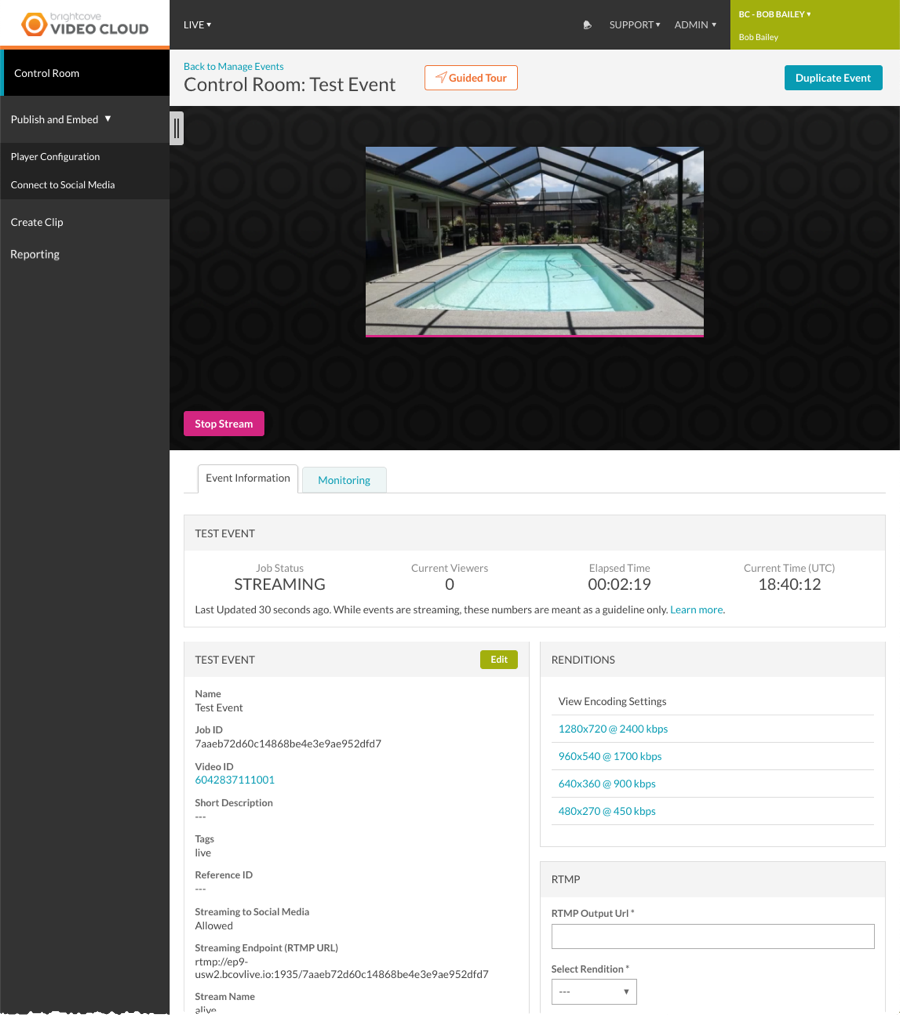 brightcove
VIDEO CLOUD
LIVE ▾
SUPPORT ▾
ADMIN ▾
BC - BOB BAILEY ▾
Bob Bailey
Control Room
Publish and Embed ▼
Player Configuration
Connect to Social Media
Create Clip
Reporting
Back to Manage Events
Control Room: Test Event
Guided Tour
Duplicate Event
Stop Stream
Event Information
Monitoring
TEST EVENT
Job Status
STREAMING
Current Viewers
0
Elapsed Time
00:02:19
Current Time (UTC)
18:40:12
Last Updated 30 seconds ago. While events are streaming, these numbers are meant as a guideline only. Learn more.
TEST EVENT
Edit
Name
Test Event
Job ID
7aaeb72d60c14868be4e3e9ae952dfd7
Video ID
6042837111001
Short Description
---
Tags
live
Reference ID
---
Streaming to Social Media
Allowed
Streaming Endpoint (RTMP URL)
rtmp://ep9-
usw2.bcovlive.io:1935/7aaeb72d60c14868be4e3e9ae952dfd7
Stream Name
alive
RENDITIONS
View Encoding Settings
1280x720 @ 2400 kbps
960x540 @ 1700 kbps
640x360 @ 900 kbps
480x270 @ 450 kbps
RTMP
RTMP Output Url *
Select Rendition *
---